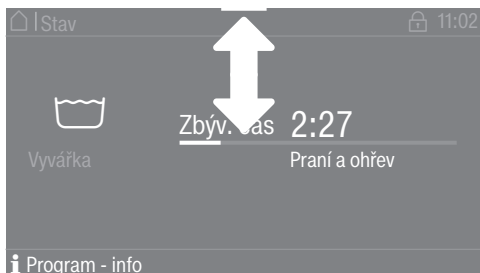 Stav 11:02
Zbýv. čas 2:27
Vyvářka Praní a ohřev
i Program - info